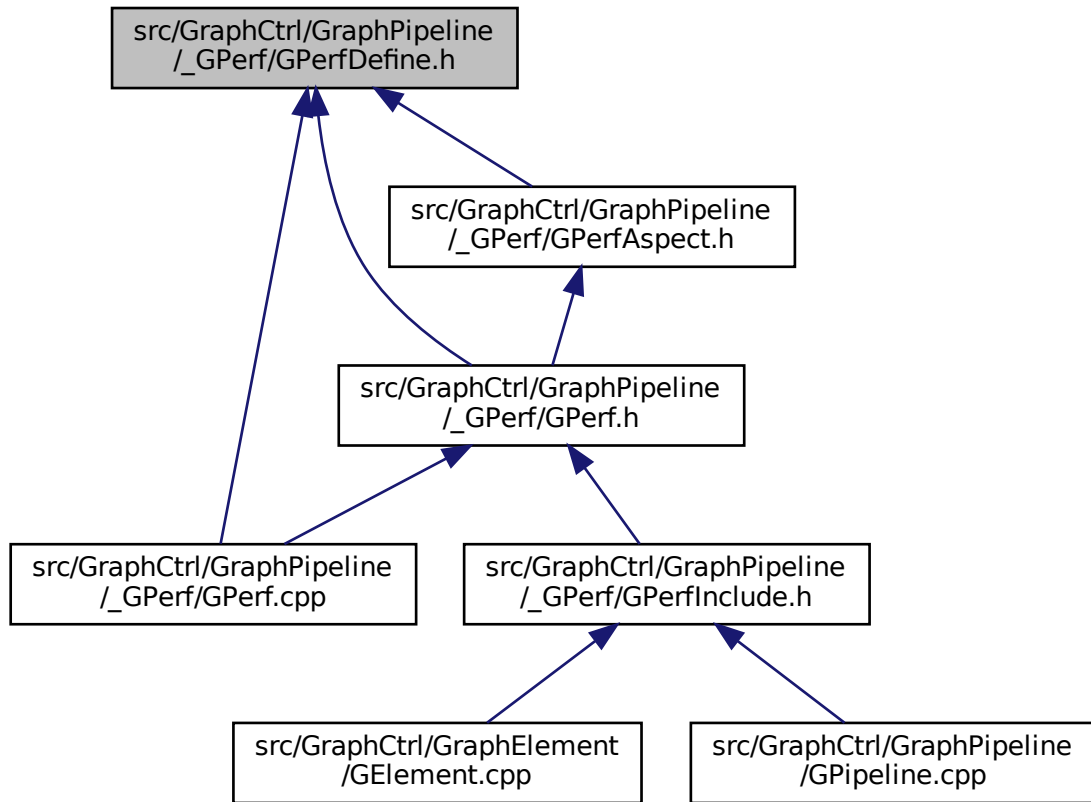 src/GraphCtrl/GraphPipeline
/_GPerf/GPerfDefine.h
src/GraphCtrl/GraphPipeline
/_GPerf/GPerfAspect.h
src/GraphCtrl/GraphPipeline
/_GPerf/GPerf.h
src/GraphCtrl/GraphPipeline
/_GPerf/GPerf.cpp
src/GraphCtrl/GraphPipeline
/_GPerf/GPerfInclude.h
src/GraphCtrl/GraphElement
/GElement.cpp
src/GraphCtrl/GraphPipeline
/GPipeline.cpp